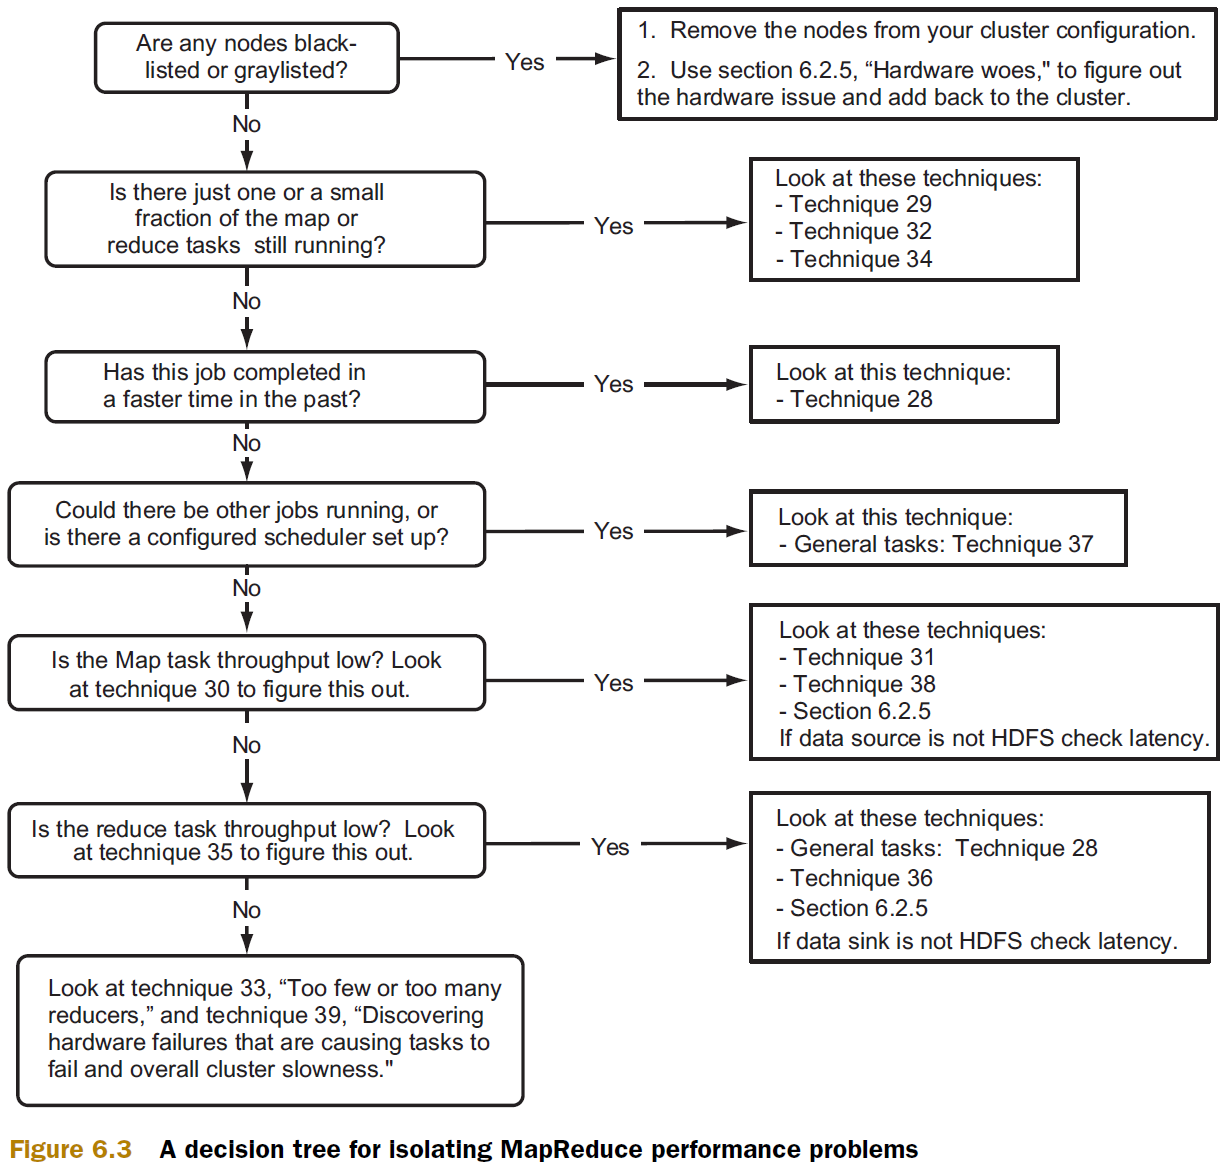 Are any nodes black-
listed or graylisted?
Yes
1. Remove the nodes from your cluster configuration.
2. Use section 6.2.5, “Hardware woes," to figure out
the hardware issue and add back to the cluster.
No
Is there just one or a small
fraction of the map or
reduce tasks still running?
Yes
Look at these techniques:
- Technique 29
- Technique 32
- Technique 34
No
Has this job completed in
a faster time in the past?
Yes
Look at this technique:
- Technique 28
No
Could there be other jobs running, or
is there a configured scheduler set up?
Yes
Look at this technique:
- General tasks: Technique 37
No
Is the Map task throughput low? Look
at technique 30 to figure this out.
Yes
Look at these techniques:
- Technique 31
- Technique 38
- Section 6.2.5
If data source is not HDFS check latency.
No
Is the reduce task throughput low? Look
at technique 35 to figure this out.
Yes
Look at these techniques:
- General tasks: Technique 28
- Technique 36
- Section 6.2.5
If data sink is not HDFS check latency.
No
Look at technique 33, “Too few or too many
reducers,” and technique 39, “Discovering
hardware failures that are causing tasks to
fail and overall cluster slowness."
Figure 6.3 A decision tree for isolating MapReduce performance problems